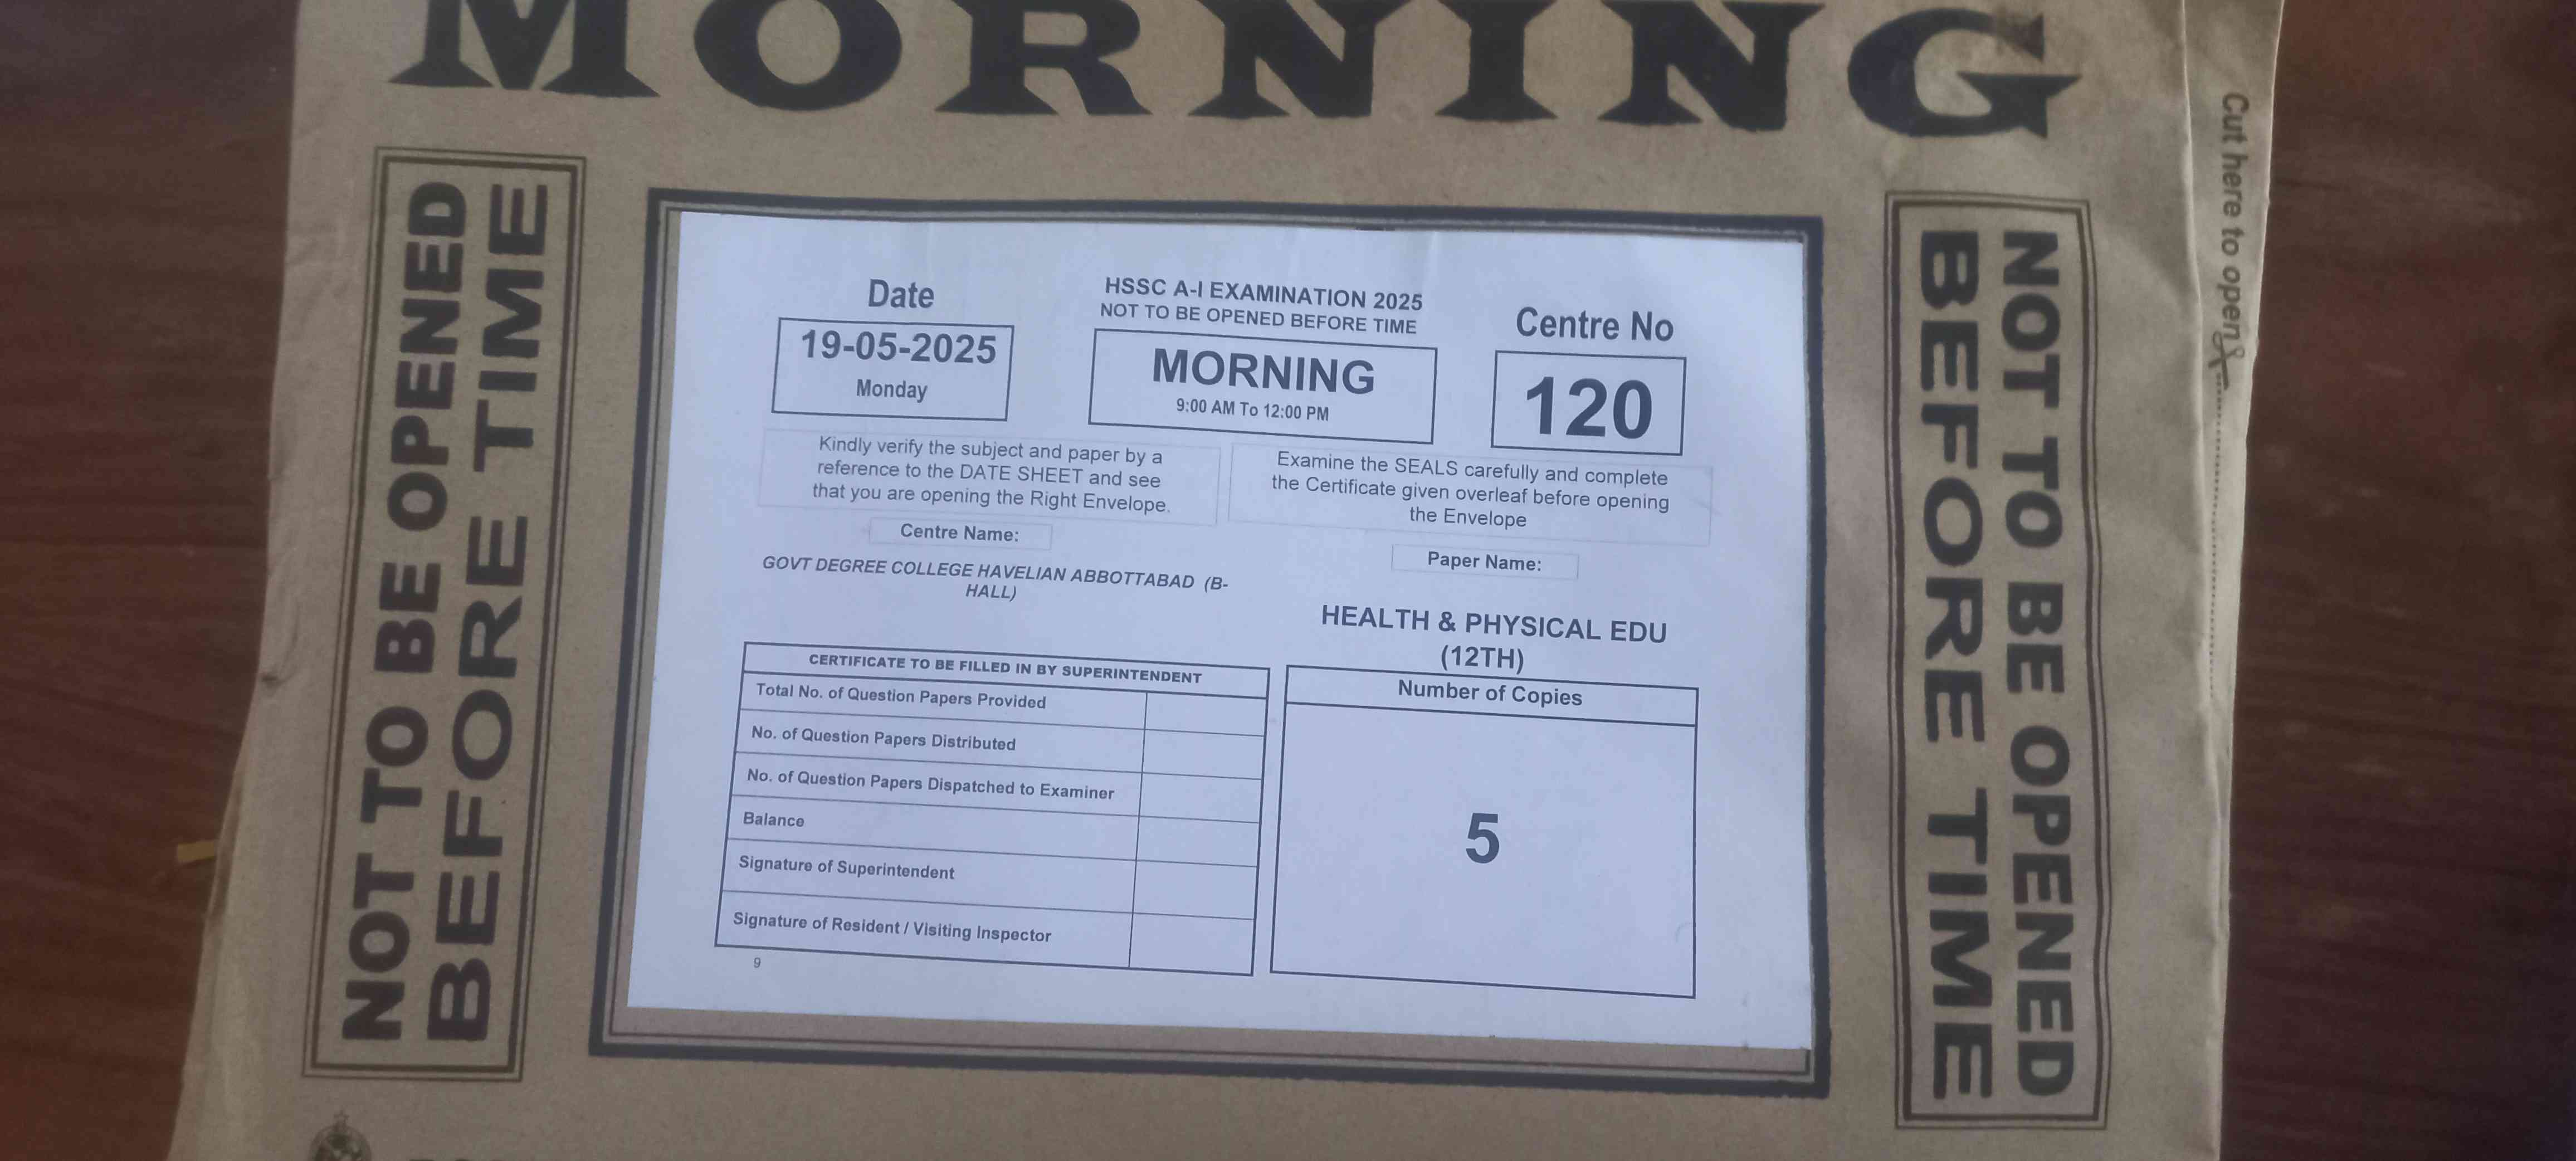 MORNING
NOT TO BE OPENED
BEFORE TIME
Date
19-05-2025
Monday
HSSC A-I EXAMINATION 2025
NOT TO BE OPENED BEFORE TIME
MORNING
9:00 AM To 12:00 PM
Centre No
120
Kindly verify the subject and paper by a
reference to the DATE SHEET and see
that you are opening the Right Envelope.
Examine the SEALS carefully and complete
the Certificate given overleaf before opening
the Envelope
Centre Name:
GOVT DEGREE COLLEGE HAVELIAN ABBOTTABAD (B-
HALL)
Paper Name:
HEALTH & PHYSICAL EDU
(12TH)
CERTIFICATE TO BE FILLED IN BY SUPERINTENDENT
Total No. of Question Papers Provided
No. of Question Papers Distributed
No. of Question Papers Dispatched to Examiner
Balance
Signature of Superintendent
Signature of Resident / Visiting Inspector
9
Number of Copies
5
NOT TO BE OPENED
BEFORE TIME
Cut here to open